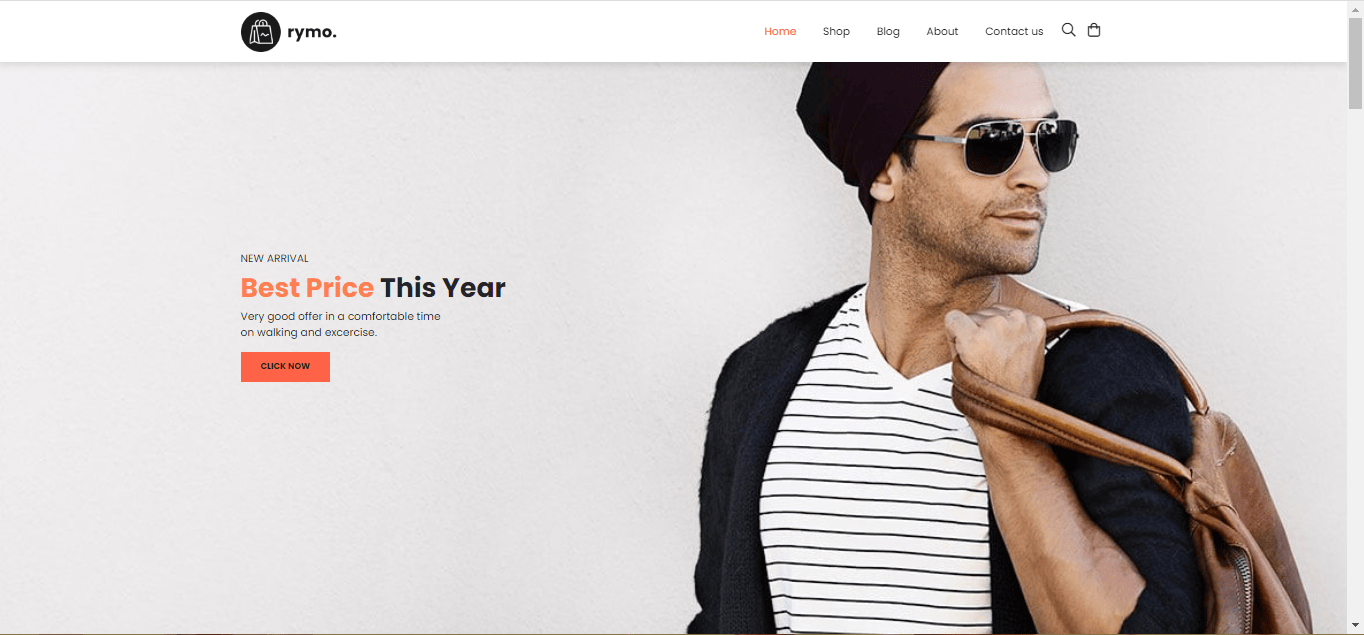 rymo.
Home Shop Blog About Contact us
NEW ARRIVAL
Best Price This Year
Very good offer in a comfortable time
on walking and excercise.
CLICK NOW